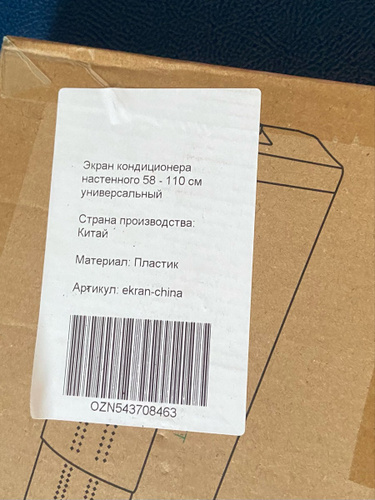 Экран кондиционера
настенного 58 - 110 см
универсальный
Страна производства:
Китай
Материал: Пластик
Артикул: ekran-china
OZN543708463